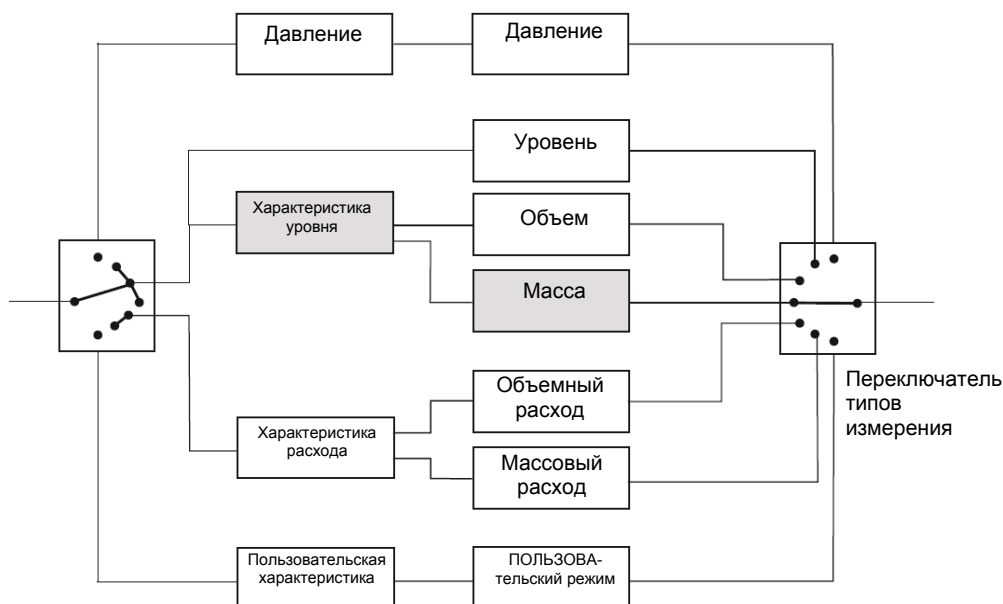 Давление
Давление
Уровень
Характеристика
уровня
Объем
Масса
Объемный
расход
Переключатель
типов
измерения
Характеристика
расхода
Массовый
расход
Пользовательская
характеристика
ПОЛЬЗОВА-
тельский режим